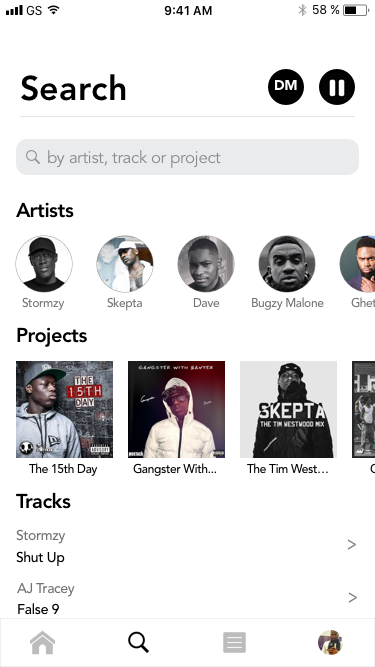 GS 9:41 AM 58 %
Search DM
by artist, track or project
Artists
Stormzy Skepta Dave Bugzy Malone Ghet
Projects
THE
15TH
DAY
GANGSTER WITH BANTER
SKEPTA
THE TIM WESTWOOD MIX
The 15th Day Gangster With... The Tim West...
Tracks
Stormzy
Shut Up >
AJ Tracey
False 9 >